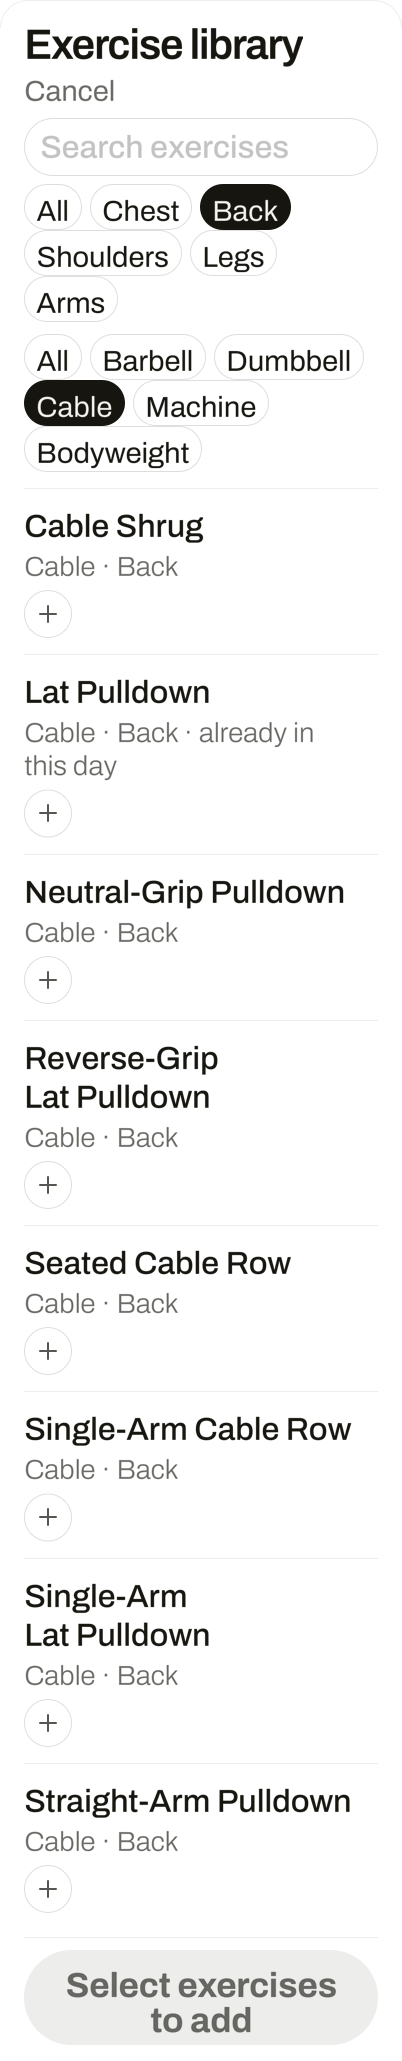 Exercise library
Cancel
Search exercises
All Chest Back
Shoulders Legs
Arms
All Barbell Dumbbell
Cable Machine
Bodyweight
Cable Shrug
Cable · Back
+
Lat Pulldown
Cable · Back · already in
this day
+
Neutral-Grip Pulldown
Cable · Back
+
Reverse-Grip
Lat Pulldown
Cable · Back
+
Seated Cable Row
Cable · Back
+
Single-Arm Cable Row
Cable · Back
+
Single-Arm
Lat Pulldown
Cable · Back
+
Straight-Arm Pulldown
Cable · Back
+
Select exercises
to add